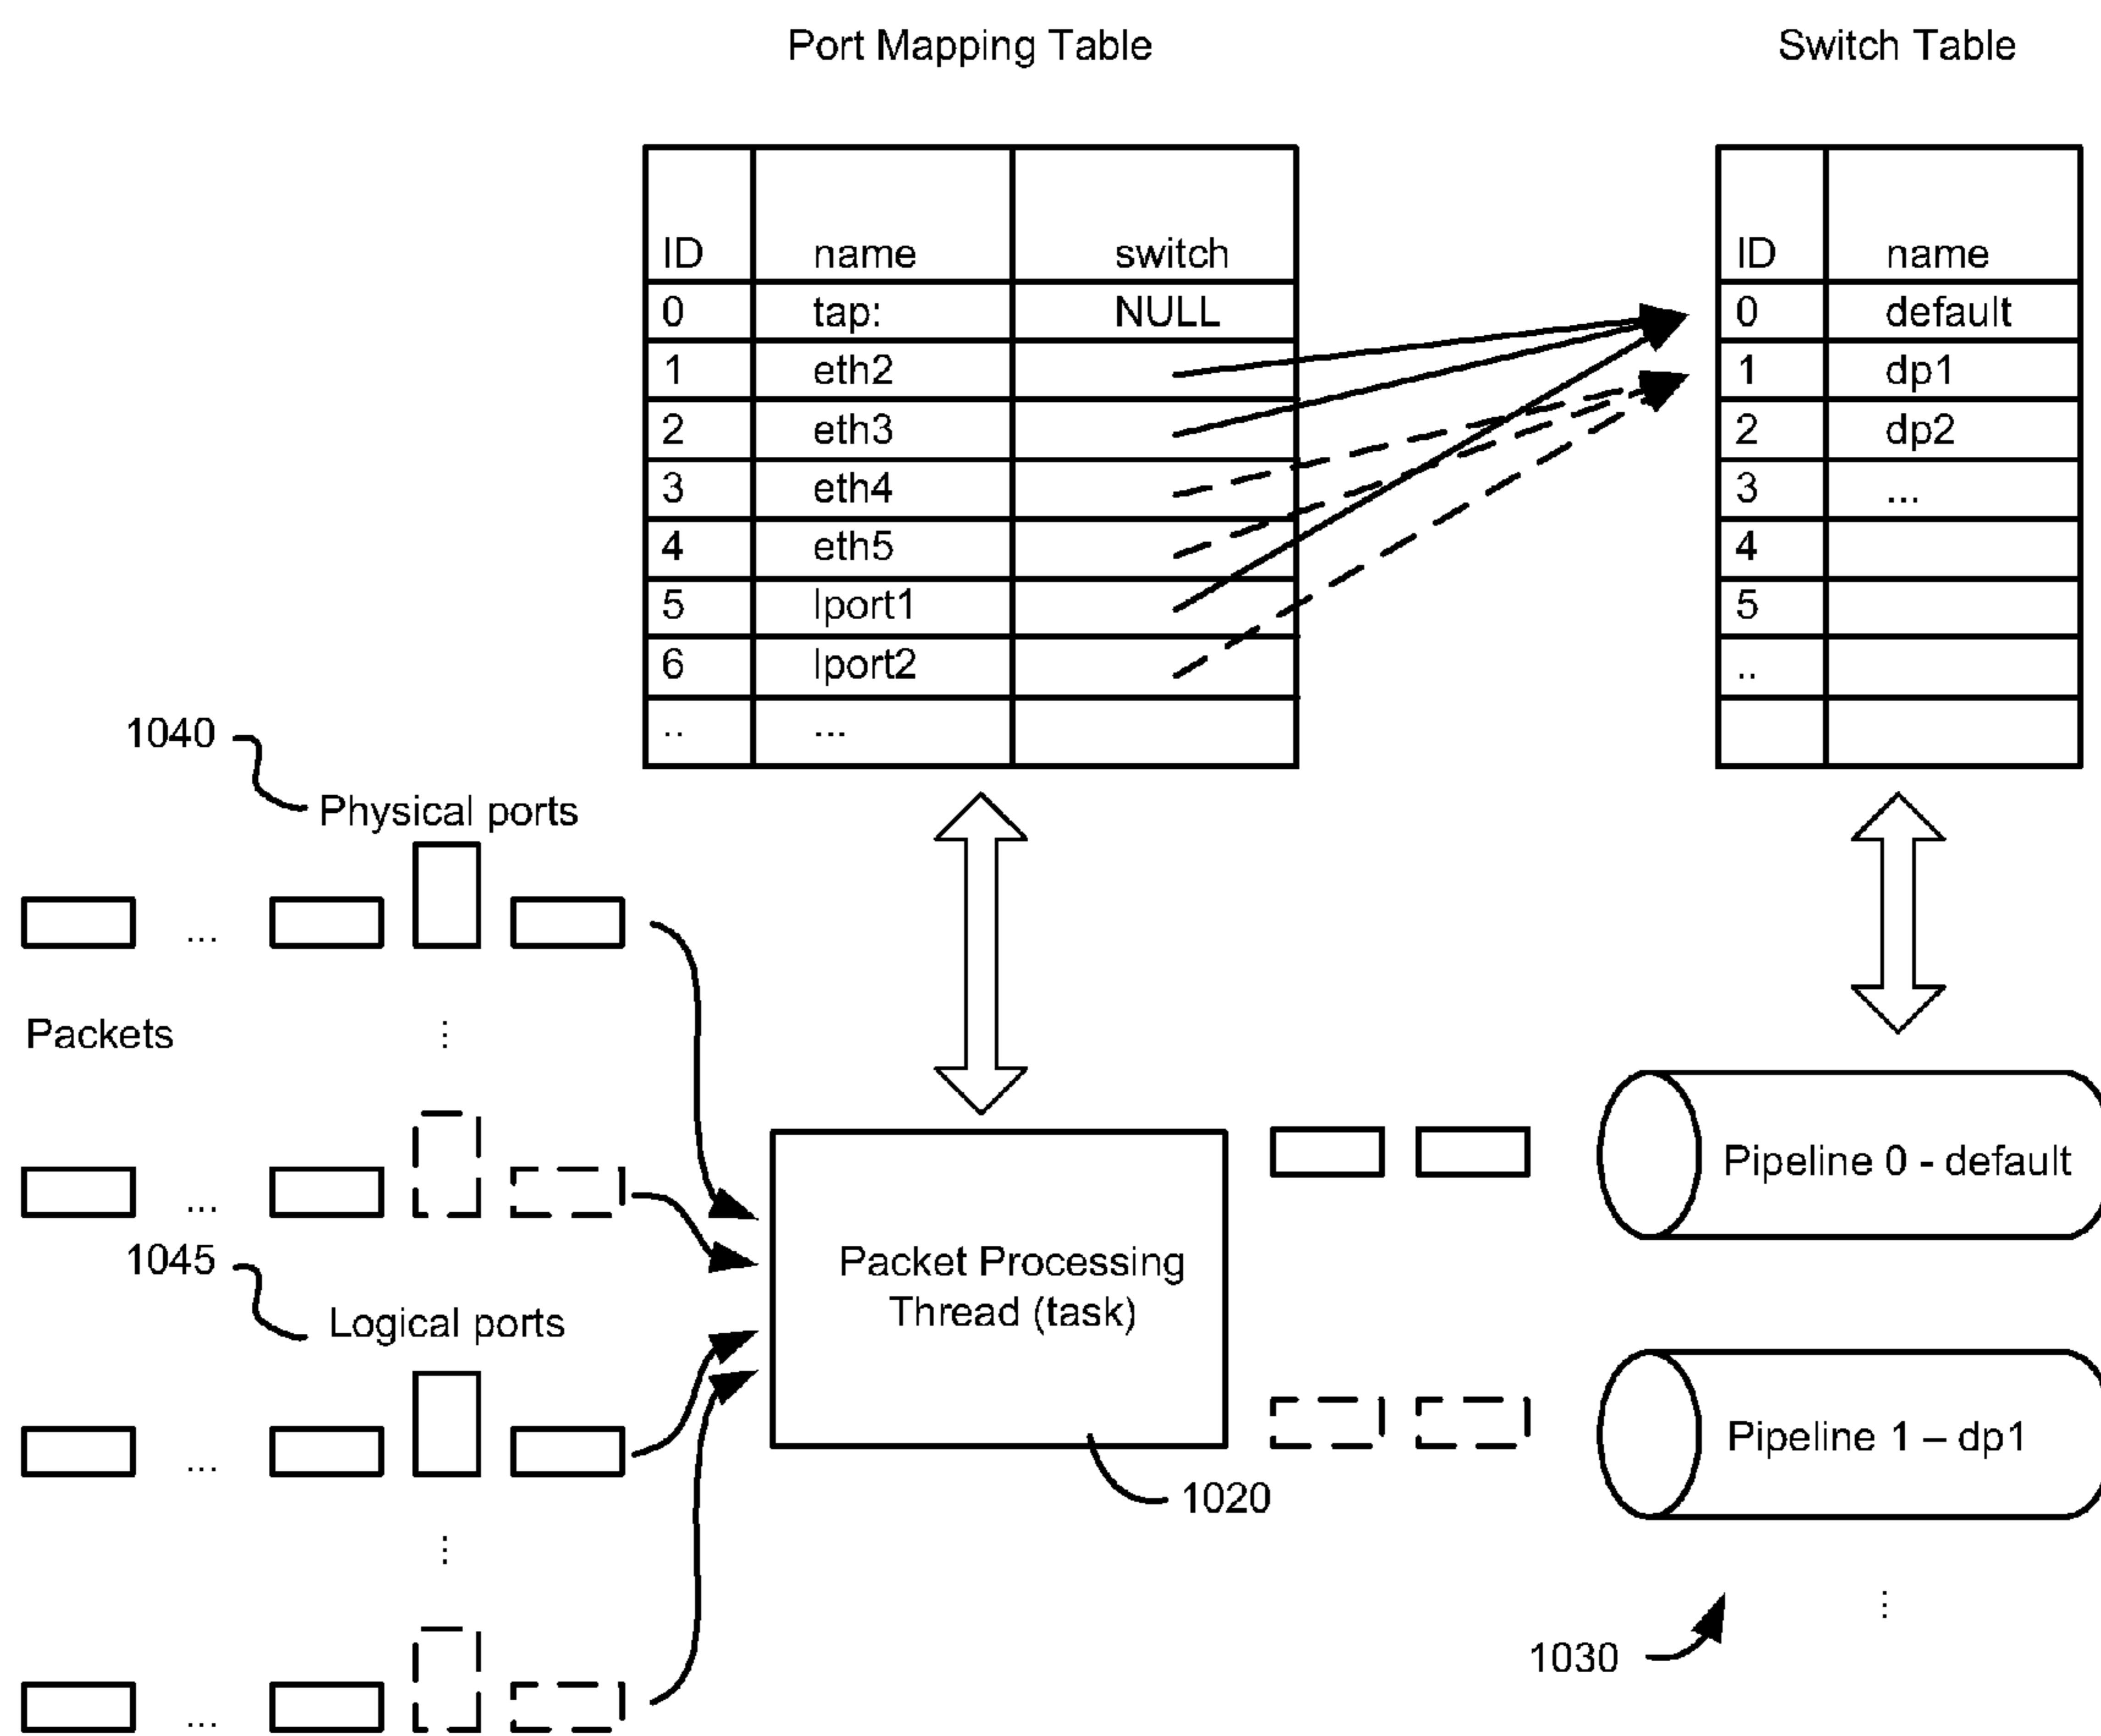 Port Mapping Table
Switch Table
ID name switch
0 tap: NULL
1 eth2
2 eth3
3 eth4
4 eth5
5 lport1
6 lport2
.. ...
ID name
0 default
1 dp1
2 dp2
3 ...
4
5
..
1040
Physical ports
...
Packets
...
...
1045
Logical ports
...
...
...
Packet Processing
Thread (task)
1020
Pipeline 0 - default
Pipeline 1 – dp1
...
1030